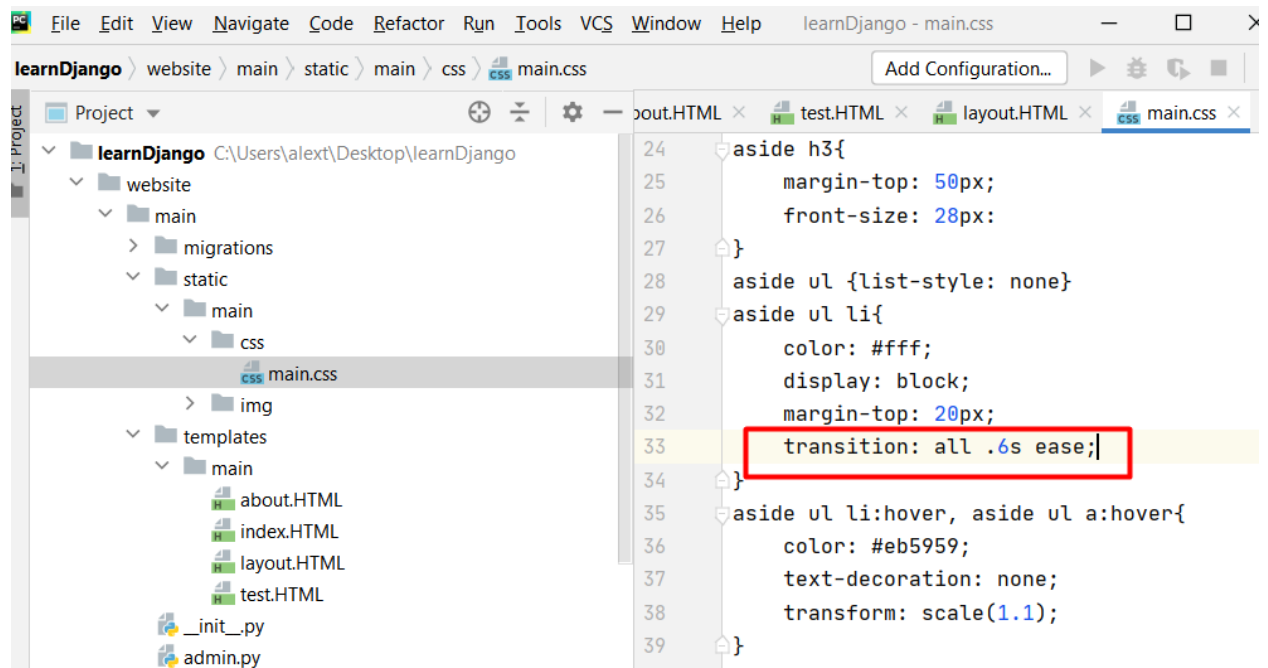 PC File Edit View Navigate Code Refactor Run Tools VCS Window Help learnDjango - main.css
learnDjango 〉 website 〉 main 〉 static 〉 main 〉 css 〉 main.css Add Configuration...
1: Project
Project
bout.HTML test.HTML layout.HTML main.css
learnDjango C:\Users\alext\Desktop\learnDjango
website
main
migrations
static
main
css
main.css
img
templates
main
about.HTML
index.HTML
layout.HTML
test.HTML
__init__.py
admin.py
24 aside h3{
25 margin-top: 50px;
26 front-size: 28px:
27 }
28 aside ul {list-style: none}
29 aside ul li{
30 color: #fff;
31 display: block;
32 margin-top: 20px;
33 transition: all .6s ease;
34 }
35 aside ul li:hover, aside ul a:hover{
36 color: #eb5959;
37 text-decoration: none;
38 transform: scale(1.1);
39 }